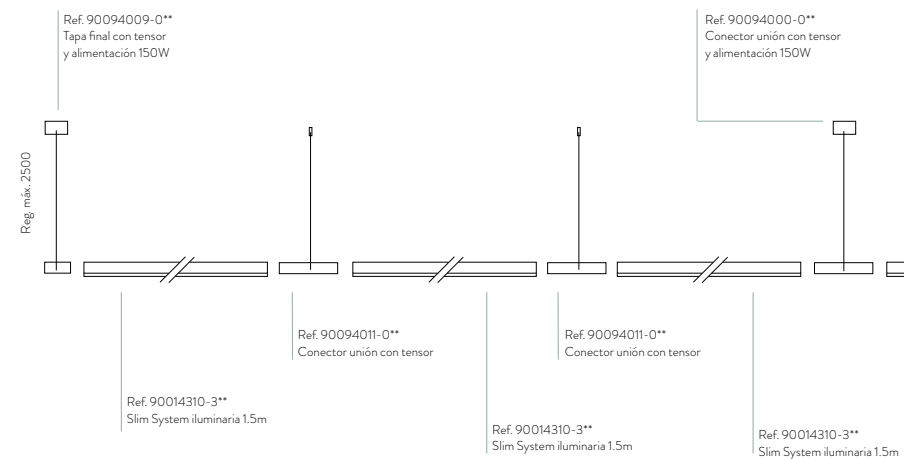 Ref. 90094009-0**
Tapa final con tensor
y alimentación 150W
Ref. 90094000-0**
Conector unión con tensor
y alimentación 150W
Reg. máx. 2500
Ref. 90094011-0**
Conector unión con tensor
Ref. 90094011-0**
Conector unión con tensor
Ref. 90014310-3**
Slim System iluminaria 1.5m
Ref. 90014310-3**
Slim System iluminaria 1.5m
Ref. 90014310-3**
Slim System iluminaria 1.5m